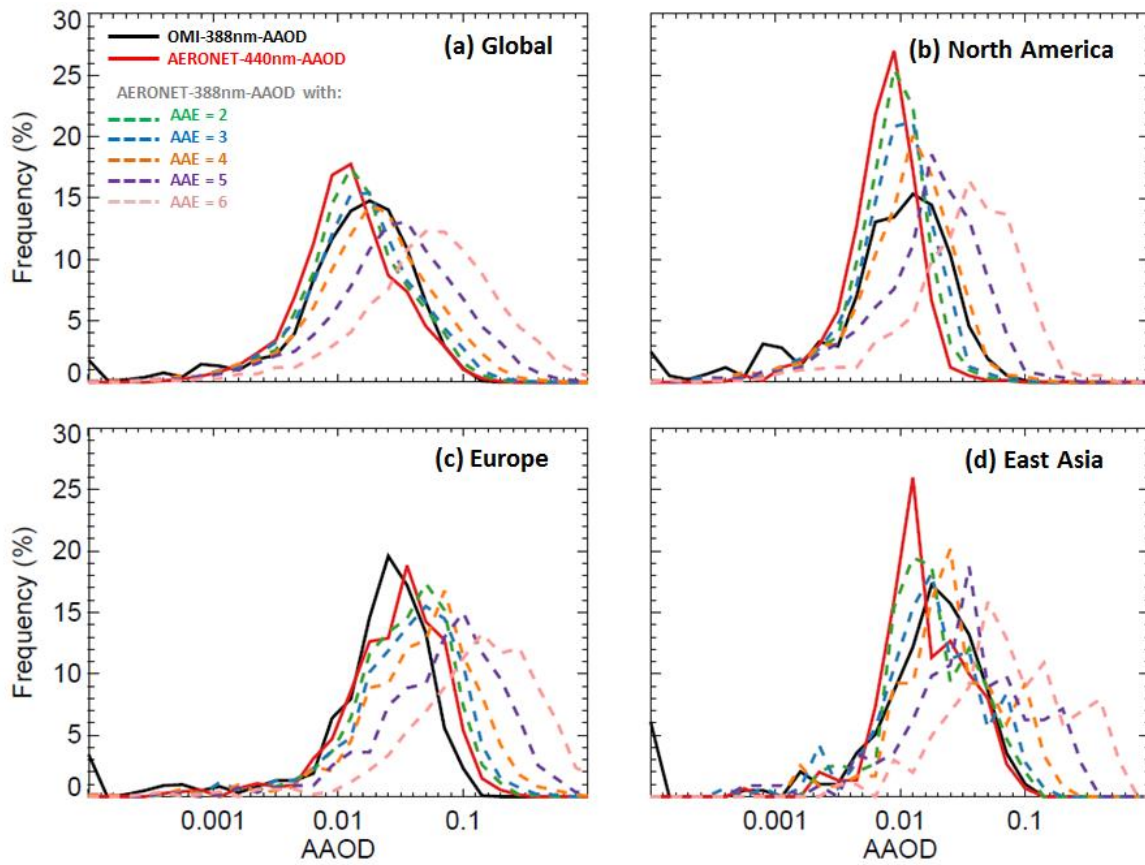 30
25
20
15
10
5
0
Frequency (%)
OMI-388nm-AAOD
AERONET-440nm-AAOD
AERONET-388nm-AAOD with:
AAE = 2
AAE = 3
AAE = 4
AAE = 5
AAE = 6
(a) Global
(b) North America
30
25
20
15
10
5
0
Frequency (%)
(c) Europe
(d) East Asia
0.001 0.01 0.1
AAOD
0.001 0.01 0.1
AAOD